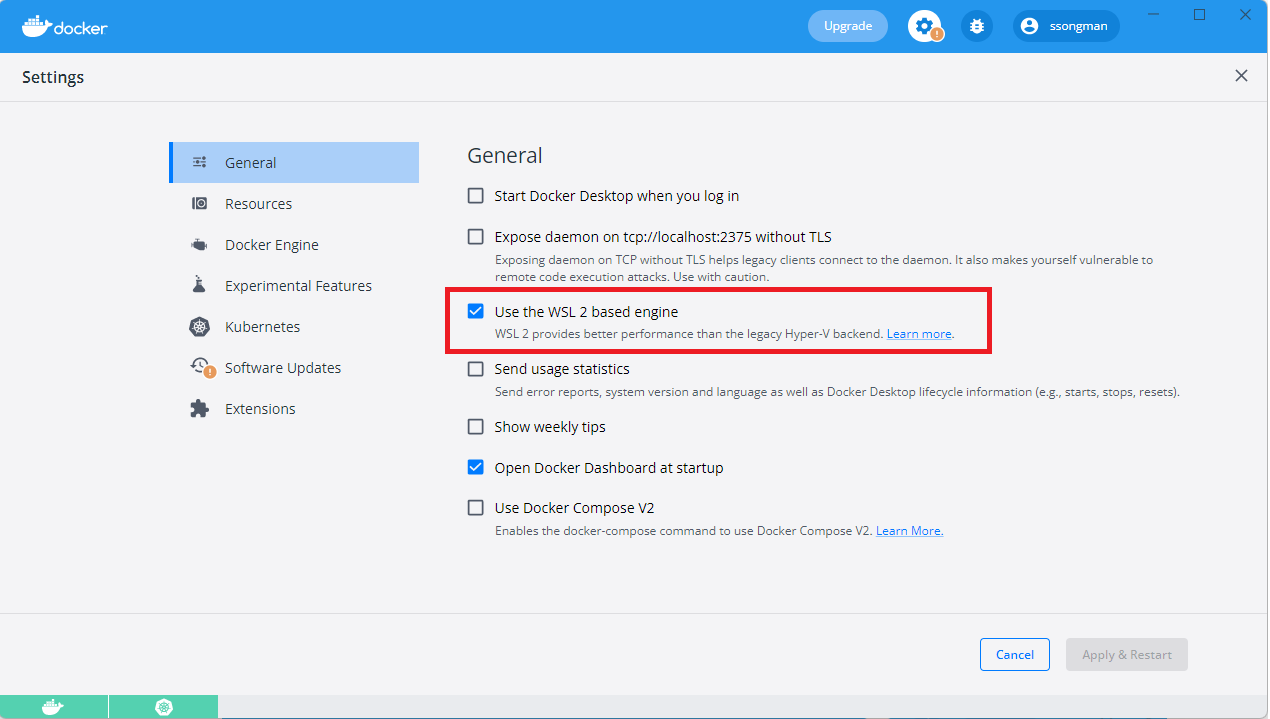 docker
Upgrade
ssongman
Settings
General
Resources
Docker Engine
Experimental Features
Kubernetes
Software Updates
Extensions
General
Start Docker Desktop when you log in
Expose daemon on tcp://localhost:2375 without TLS
Exposing daemon on TCP without TLS helps legacy clients connect to the daemon. It also makes yourself vulnerable to
remote code execution attacks. Use with caution.
Use the WSL 2 based engine
WSL 2 provides better performance than the legacy Hyper-V backend. Learn more.
Send usage statistics
Send error reports, system version and language as well as Docker Desktop lifecycle information (e.g., starts, stops, resets).
Show weekly tips
Open Docker Dashboard at startup
Use Docker Compose V2
Enables the docker-compose command to use Docker Compose V2. Learn More.
Cancel
Apply & Restart